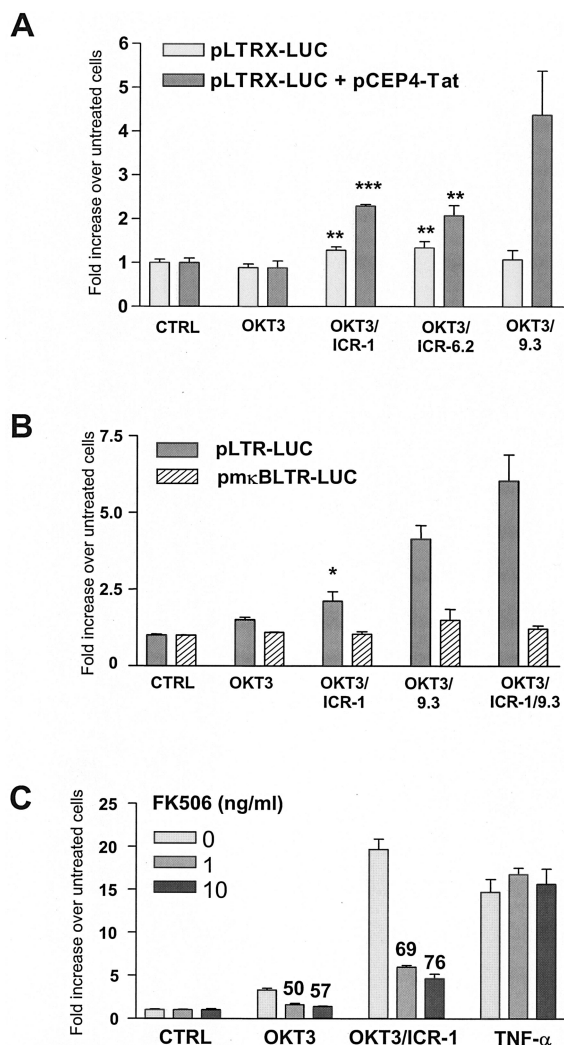 A
Fold increase over untreated cells
6
5
4
3
2
1
0
pLTRX-LUC
pLTRX-LUC + pCEP4-Tat
** *** ** **
CTRL OKT3 OKT3/ OKT3/ OKT3/
ICR-1 ICR-6.2 9.3
B
Fold increase over untreated cells
7.5
5.0
2.5
0
pLTR-LUC
pmκBLTR-LUC
*
CTRL OKT3 OKT3/ OKT3/ OKT3/
ICR-1 9.3 ICR-1/9.3
C
Fold increase over untreated cells
25
20
15
10
5
0
FK506 (ng/ml)
0
1
10
50 57 69 76
CTRL OKT3 OKT3/ICR-1 TNF-α